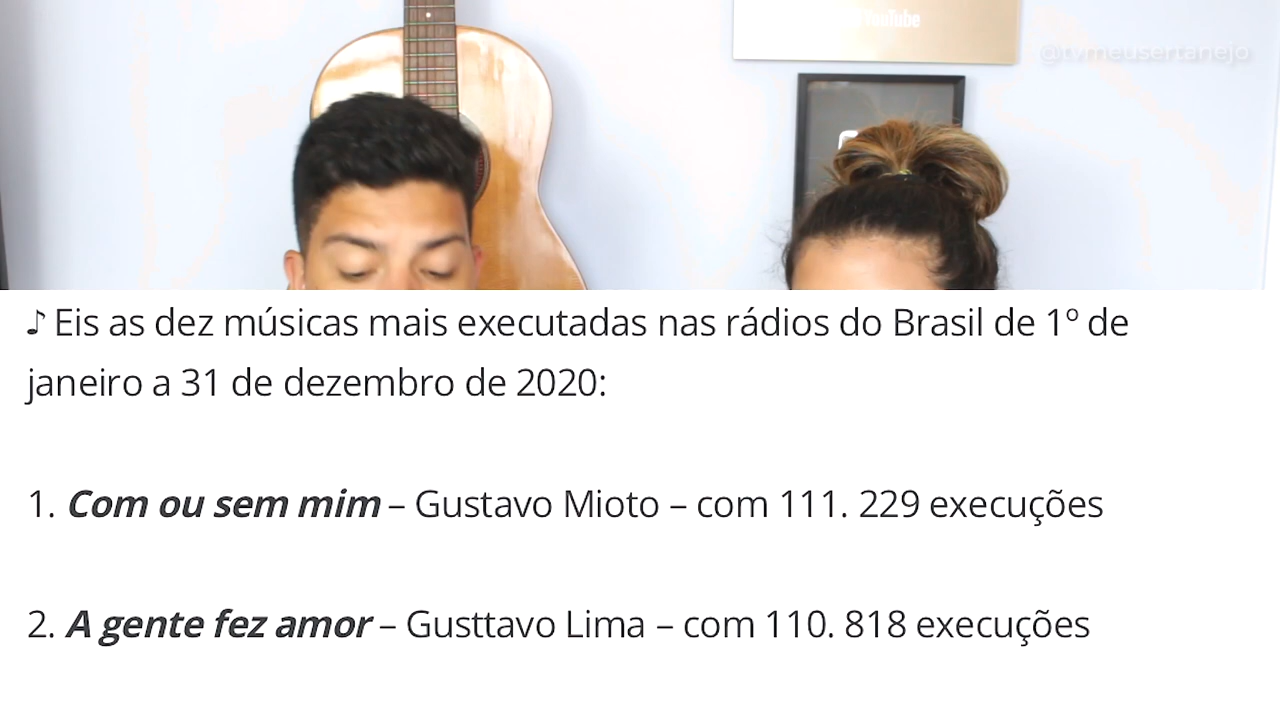 YouTube
@tvmeusertanejo
♪ Eis as dez músicas mais executadas nas rádios do Brasil de 1º de
janeiro a 31 de dezembro de 2020:
1. Com ou sem mim – Gustavo Mioto – com 111. 229 execuções
2. A gente fez amor – Gusttavo Lima – com 110. 818 execuções